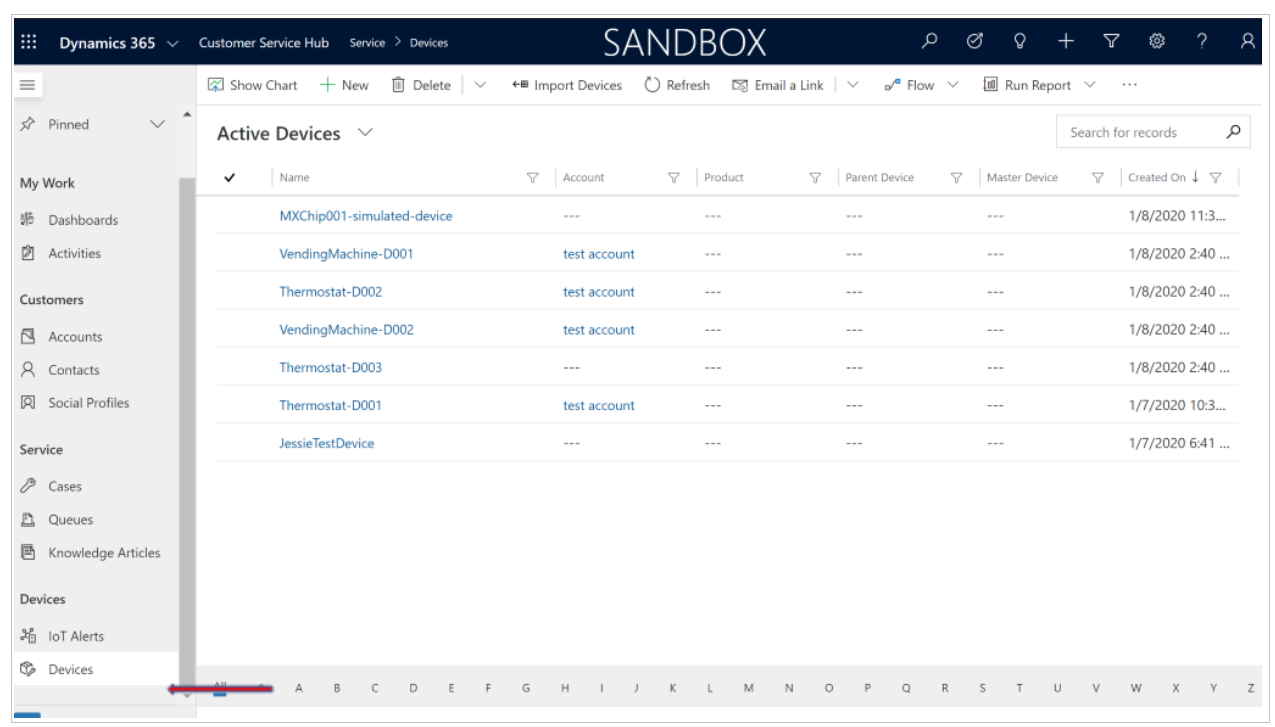 Dynamics 365 Customer Service Hub Service > Devices SANDBOX
Show Chart New Delete Import Devices Refresh Email a Link Flow Run Report ...
Pinned
My Work
Dashboards
Activities
Customers
Accounts
Contacts
Social Profiles
Service
Cases
Queues
Knowledge Articles
Devices
IoT Alerts
Devices
Active Devices
Search for records
Name Account Product Parent Device Master Device Created On
MXChip001-simulated-device --- --- --- --- 1/8/2020 11:3...
VendingMachine-D001 test account --- --- --- 1/8/2020 2:40 ...
Thermostat-D002 test account --- --- --- 1/8/2020 2:40 ...
VendingMachine-D002 test account --- --- --- 1/8/2020 2:40 ...
Thermostat-D003 --- --- --- --- 1/8/2020 2:40 ...
Thermostat-D001 test account --- --- --- 1/7/2020 10:3...
JessieTestDevice --- --- --- --- 1/7/2020 6:41 ...
All A B C D E F G H I J K L M N O P Q R S T U V W X Y Z